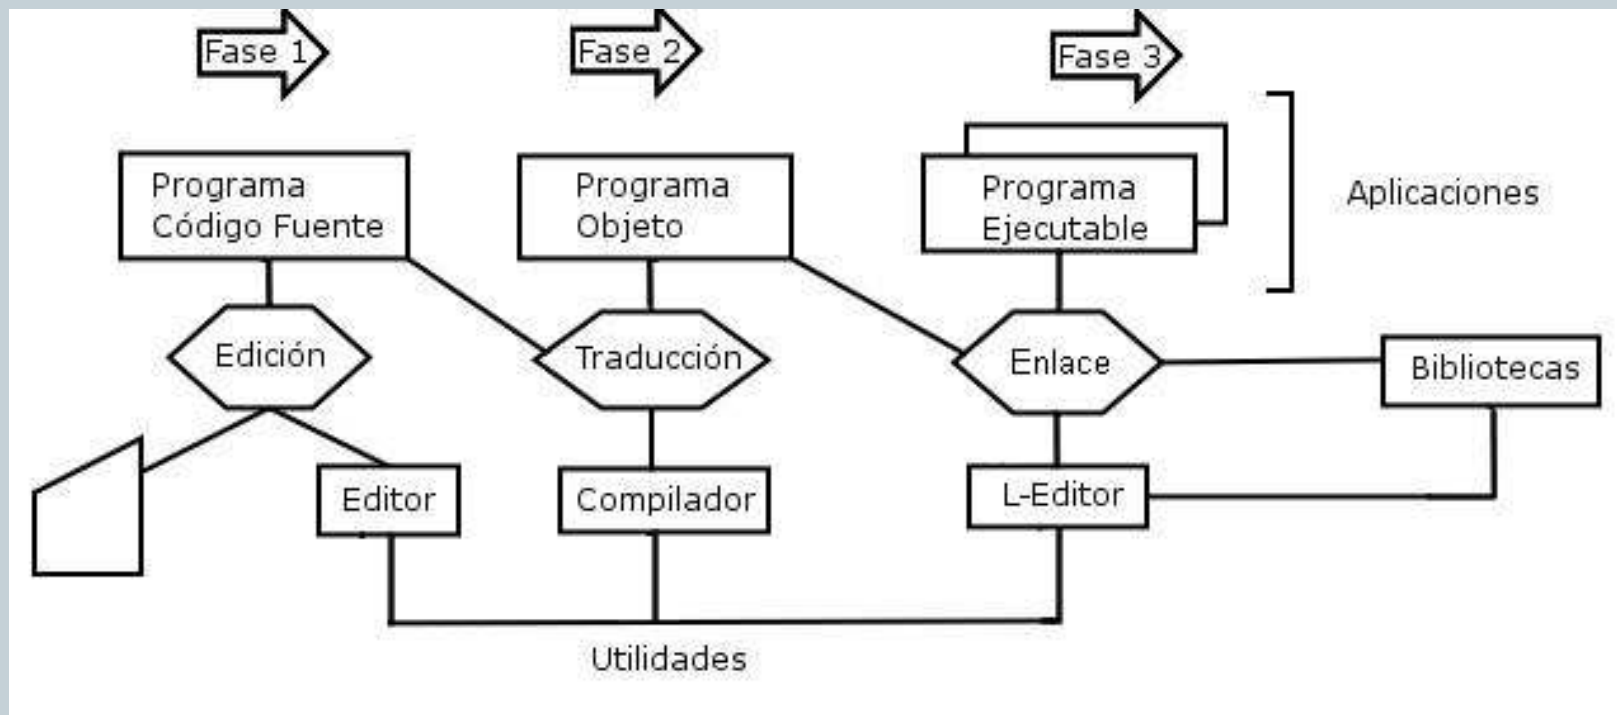 Fase 1
Fase 2
Fase 3
Programa
Código Fuente
Programa
Objeto
Programa
Ejecutable
Aplicaciones
Edición
Traducción
Enlace
Bibliotecas
Editor
Compilador
L-Editor
Utilidades